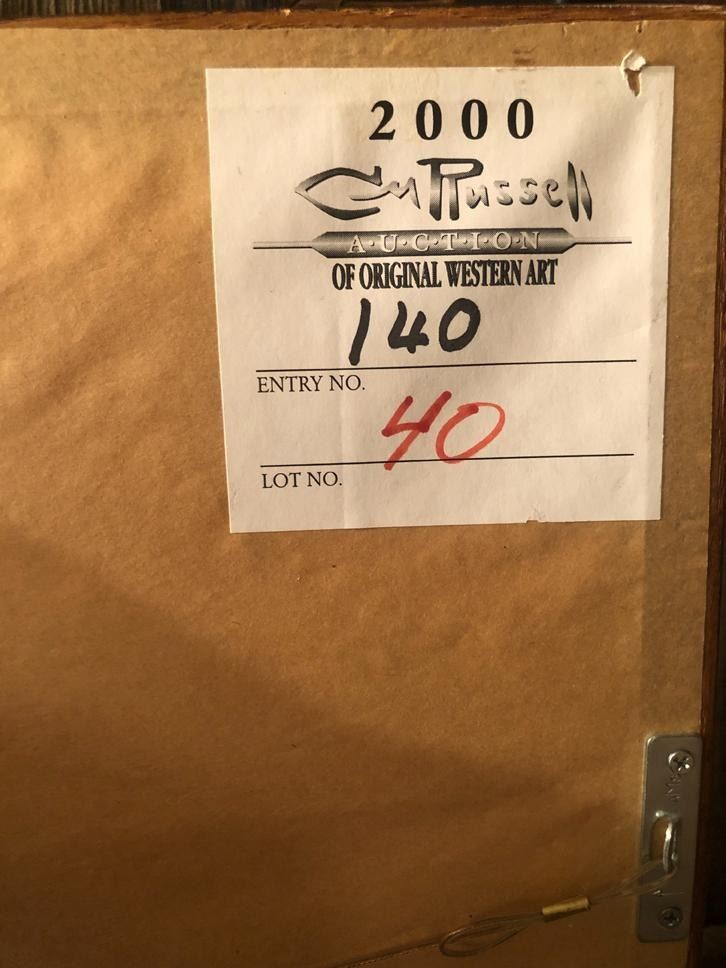 2000
CM Russell
A·U·C·T·I·O·N
OF ORIGINAL WESTERN ART
140
ENTRY NO.
40
LOT NO.